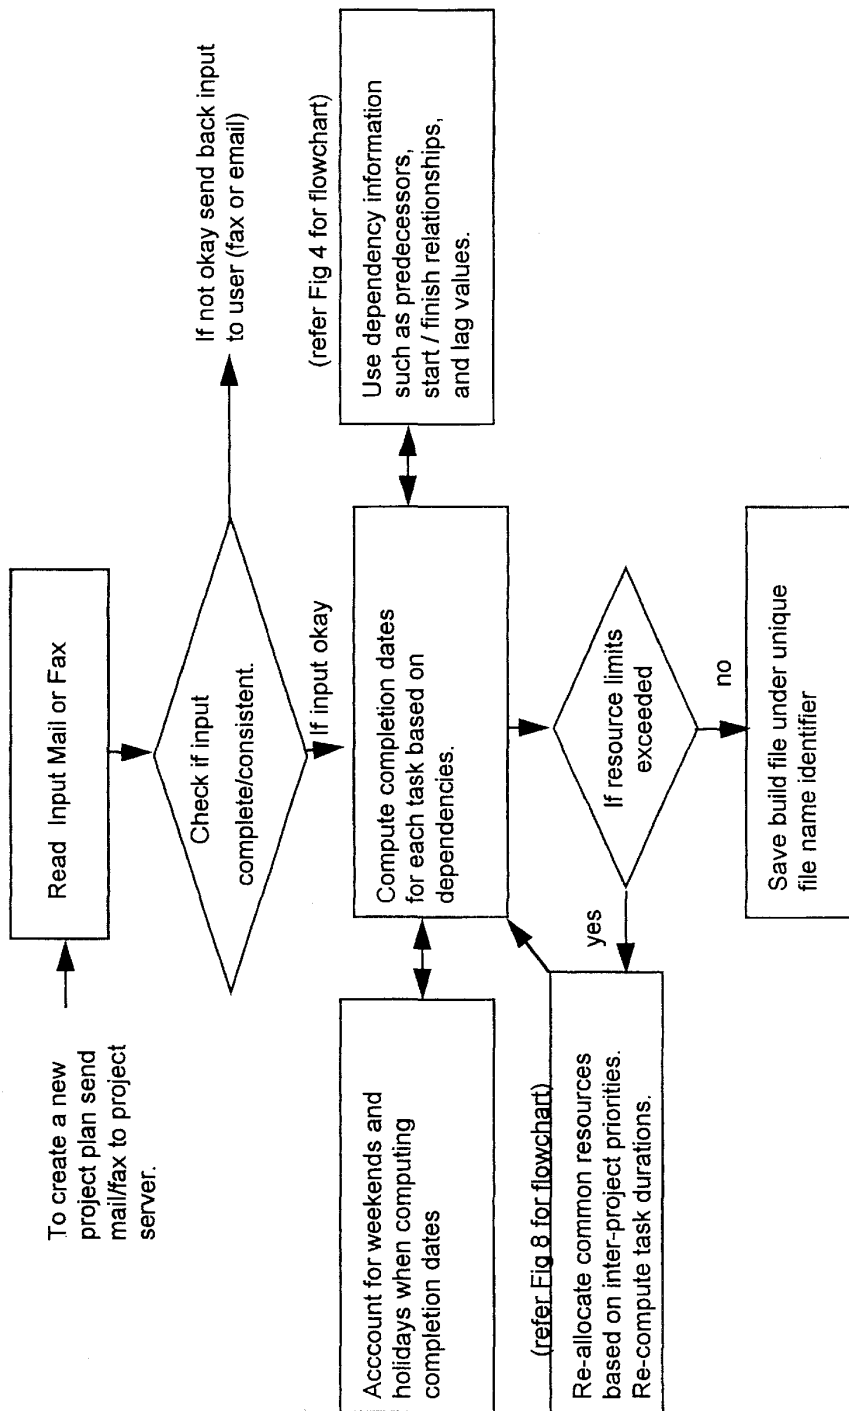 To create a new
project plan send
mail/fax to project
server.
Read Input Mail or Fax
Check if input
complete/consistent.
If not okay send back input
to user (fax or email)
If input okay
Acccount for weekends and
holidays when computing
completion dates
Compute completion dates
for each task based on
dependencies.
(refer Fig 4 for flowchart)
Use dependency information
such as predecessors,
start / finish relationships,
and lag values.
(refer Fig 8 for flowchart)
Re-allocate common resources
based on inter-project priorities.
Re-compute task durations.
yes
If resource limits
exceeded
no
Save build file under unique
file name identifier